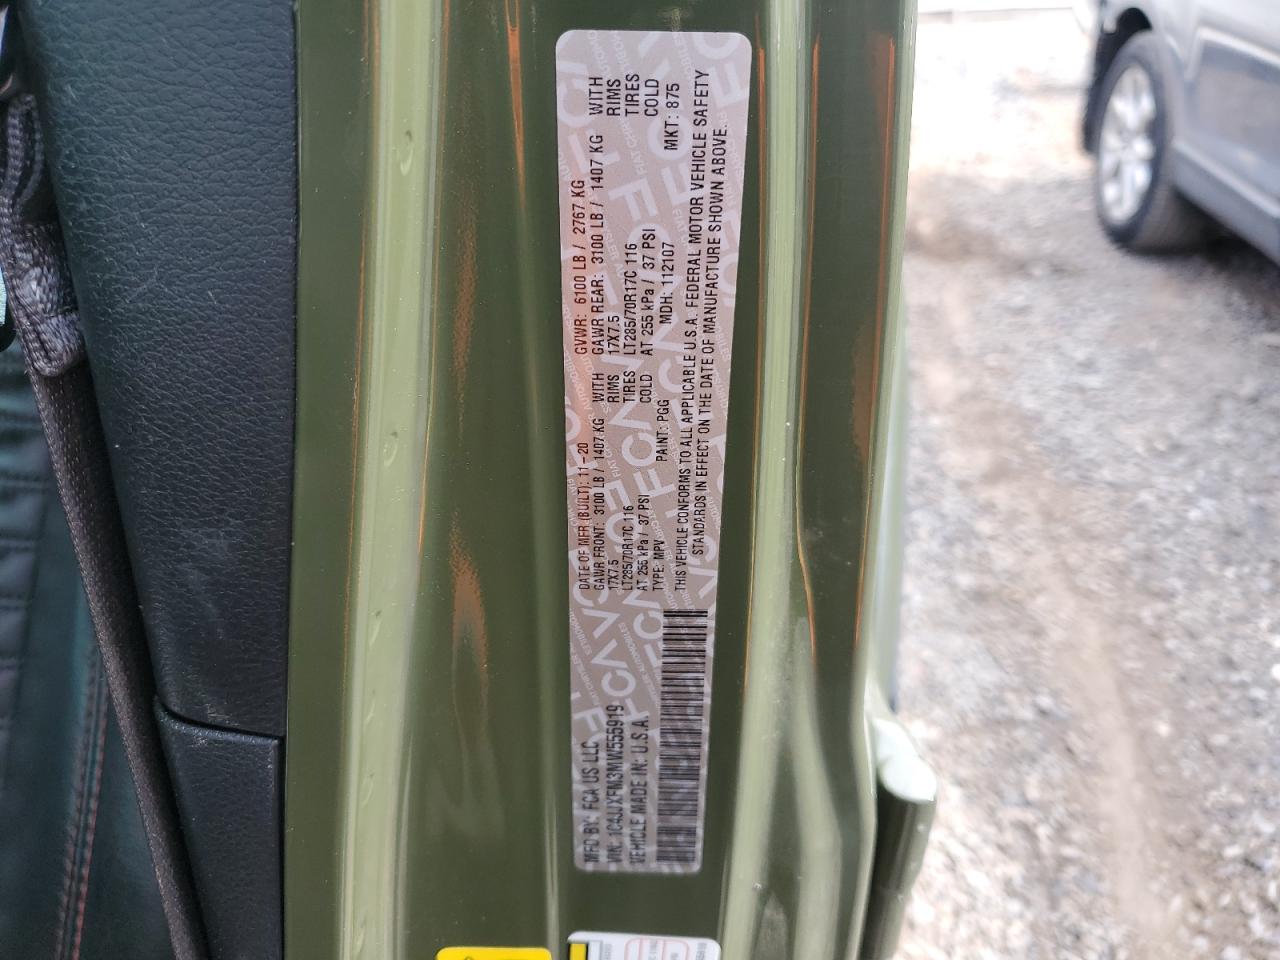 MFD BY: FCA US LLC
DATE OF MFR (BUILT): 11-20
GVWR: 6100 LB / 2767 KG
GAWR FRONT: 3100 LB / 1407 KG WITH
GAWR REAR: 3100 LB / 1407 KG WITH
17X7.5 RIMS
17X7.5 RIMS
LT285/70R17C 116 TIRES
LT285/70R17C 116 TIRES
AT 255 kPa / 37 PSI COLD
AT 255 kPa / 37 PSI COLD
VIN: 1C4JJXFM3MW555919
TYPE: MPV
PAINT: PGG
MDH: 112107
MKT: 875
VEHICLE MADE IN: U.S.A.
THIS VEHICLE CONFORMS TO ALL APPLICABLE U.S.A. FEDERAL MOTOR VEHICLE SAFETY
STANDARDS IN EFFECT ON THE DATE OF MANUFACTURE SHOWN ABOVE.